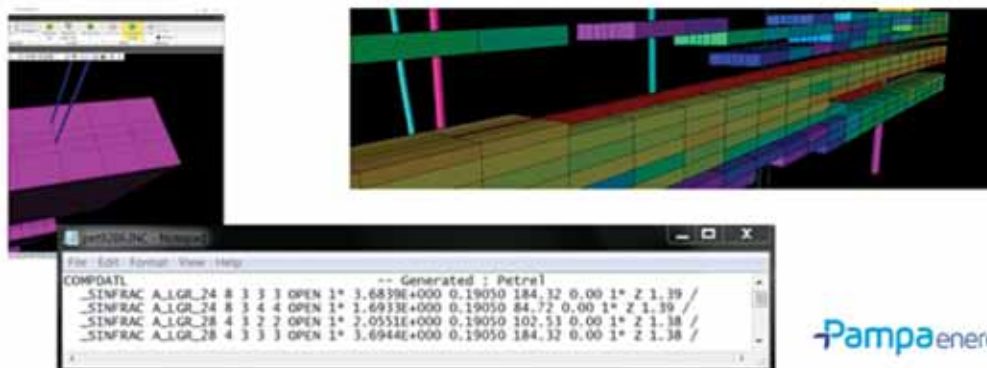 File Edit Format View Help
COMPDATL -- Generated : Petrel
_SINFRAC A_LGR_24 8 3 3 3 OPEN 1* 3.6839E+000 0.19050 184.32 0.00 1* Z 1.39 /
_SINFRAC A_LGR_24 8 3 4 4 OPEN 1* 1.6933E+000 0.19050 84.72 0.00 1* Z 1.39 /
_SINFRAC A_LGR_28 4 3 2 2 OPEN 1* 2.0551E+000 0.19050 102.53 0.00 1* Z 1.38 /
_SINFRAC A_LGR_28 4 3 3 3 OPEN 1* 3.6944E+000 0.19050 184.32 0.00 1* Z 1.38 /
Pampa energ